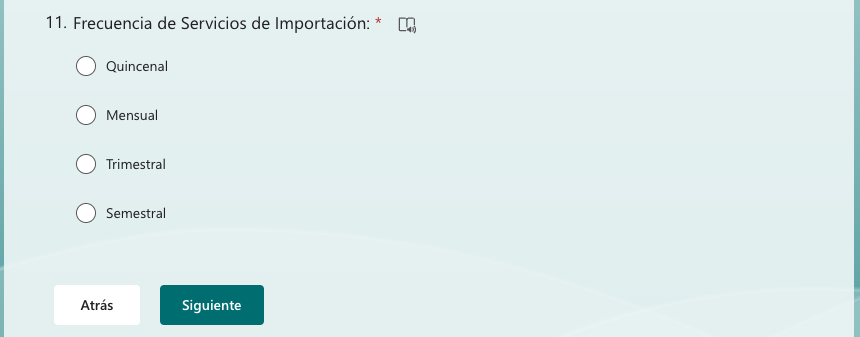 11. Frecuencia de Servicios de Importación: *
Quincenal
Mensual
Trimestral
Semestral
Atrás
Siguiente